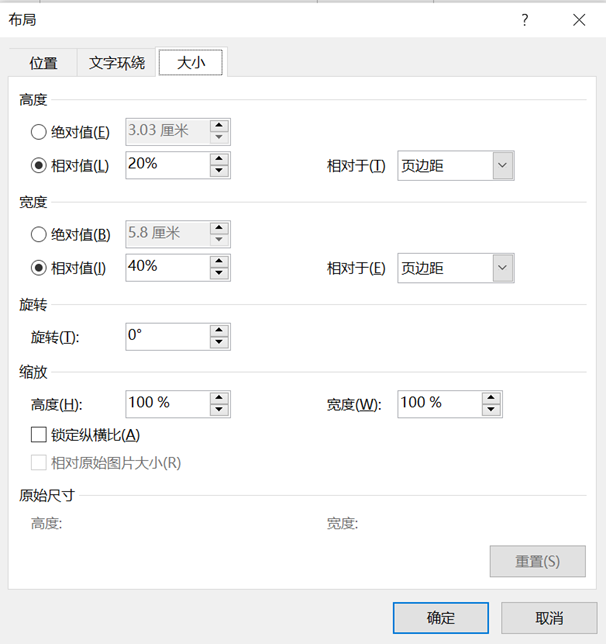 布局
位置 文字环绕 大小
高度
绝对值(E) 3.03 厘米
相对值(L) 20% 相对于(T) 页边距
宽度
绝对值(B) 5.8 厘米
相对值(I) 40% 相对于(E) 页边距
旋转
旋转(T): 0°
缩放
高度(H): 100 % 宽度(W): 100 %
锁定纵横比(A)
相对原始图片大小(R)
原始尺寸
高度: 宽度:
重置(S)
确定 取消